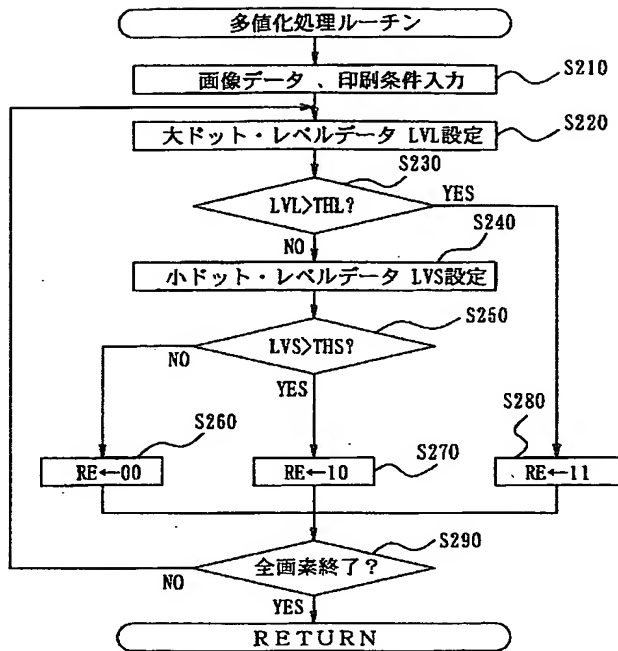 多値化処理ルーチン
画像データ、印刷条件入力
S210
大ドット・レベルデータ LVL設定
S220
S230
LVL>THL?
YES
NO
S240
小ドット・レベルデータ LVS設定
S250
LVS>THS?
NO
YES
S260
S270
S280
RE←00
RE←10
RE←11
S290
全画素終了?
NO
YES
RETURN